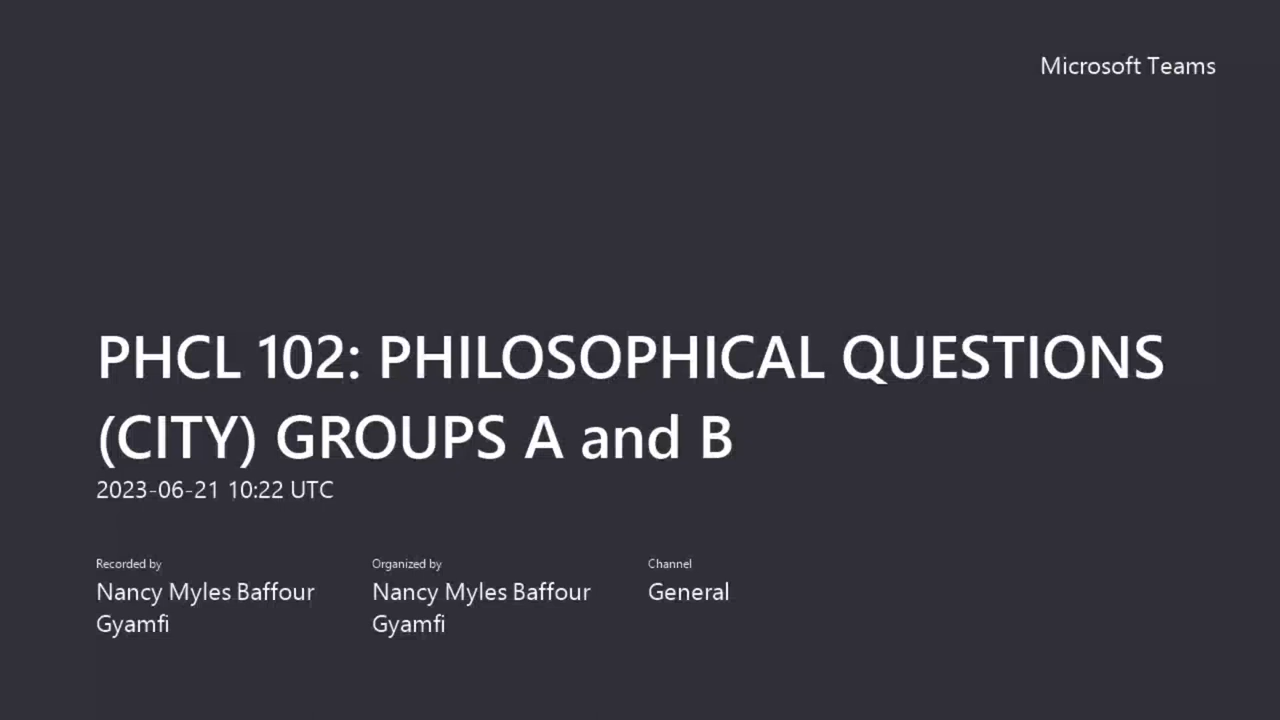 Microsoft Teams
PHCL 102: PHILOSOPHICAL QUESTIONS
(CITY) GROUPS A and B
2023-06-21 10:22 UTC
Recorded by
Nancy Myles Baffour
Gyamfi
Organized by
Nancy Myles Baffour
Gyamfi
Channel
General